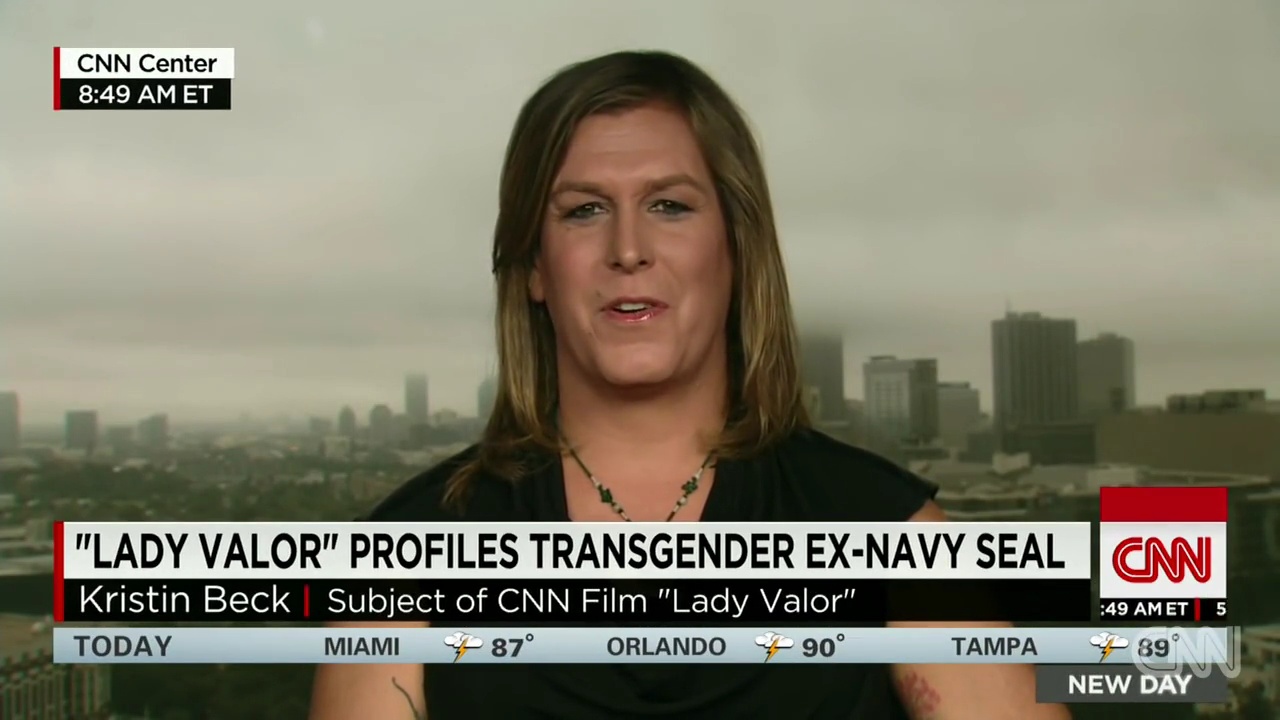 CNN Center
8:49 AM ET
"LADY VALOR" PROFILES TRANSGENDER EX-NAVY SEAL
Kristin Beck | Subject of CNN Film "Lady Valor"
CNN
:49 AM ET | 5
TODAY MIAMI 87° ORLANDO 90° TAMPA 89°
CNN
NEW DAY